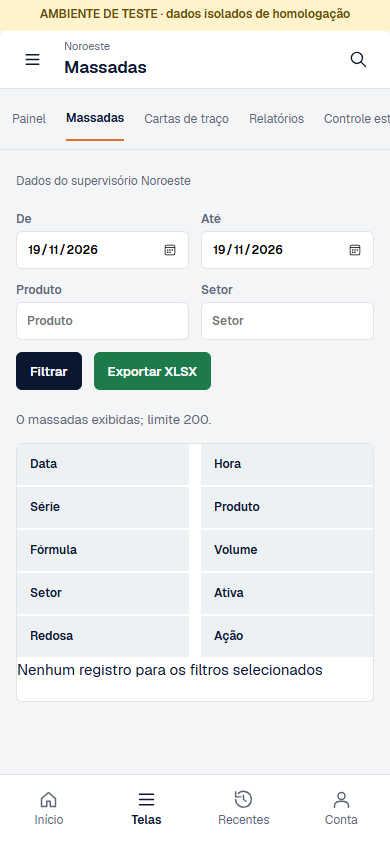 AMBIENTE DE TESTE · dados isolados de homologação
Noroeste
Massadas
Painel Massadas Cartas de traço Relatórios Controle est
Dados do supervisório Noroeste
De Até
19/11/2026 19/11/2026
Produto Setor
Produto Setor
Filtrar Exportar XLSX
0 massadas exibidas; limite 200.
Data Hora
Série Produto
Fórmula Volume
Setor Ativa
Redosa Ação
Nenhum registro para os filtros selecionados
Início Telas Recentes Conta